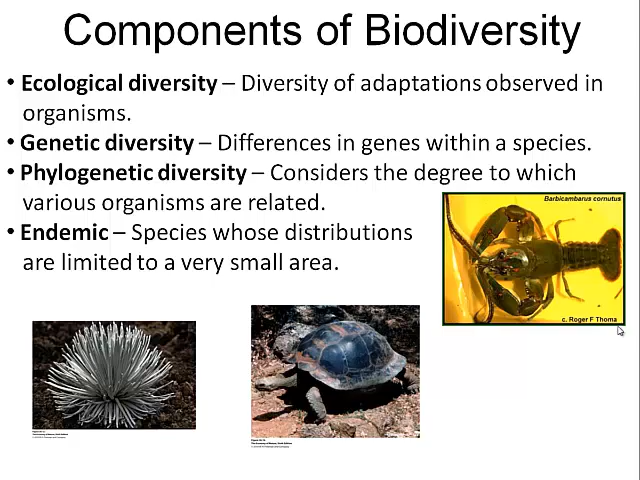 Components of Biodiversity
• Ecological diversity – Diversity of adaptations observed in
organisms.
• Genetic diversity – Differences in genes within a species.
• Phylogenetic diversity – Considers the degree to which
various organisms are related.
• Endemic – Species whose distributions
are limited to a very small area.
Barbicambarus cornutus
c. Roger F Thoma